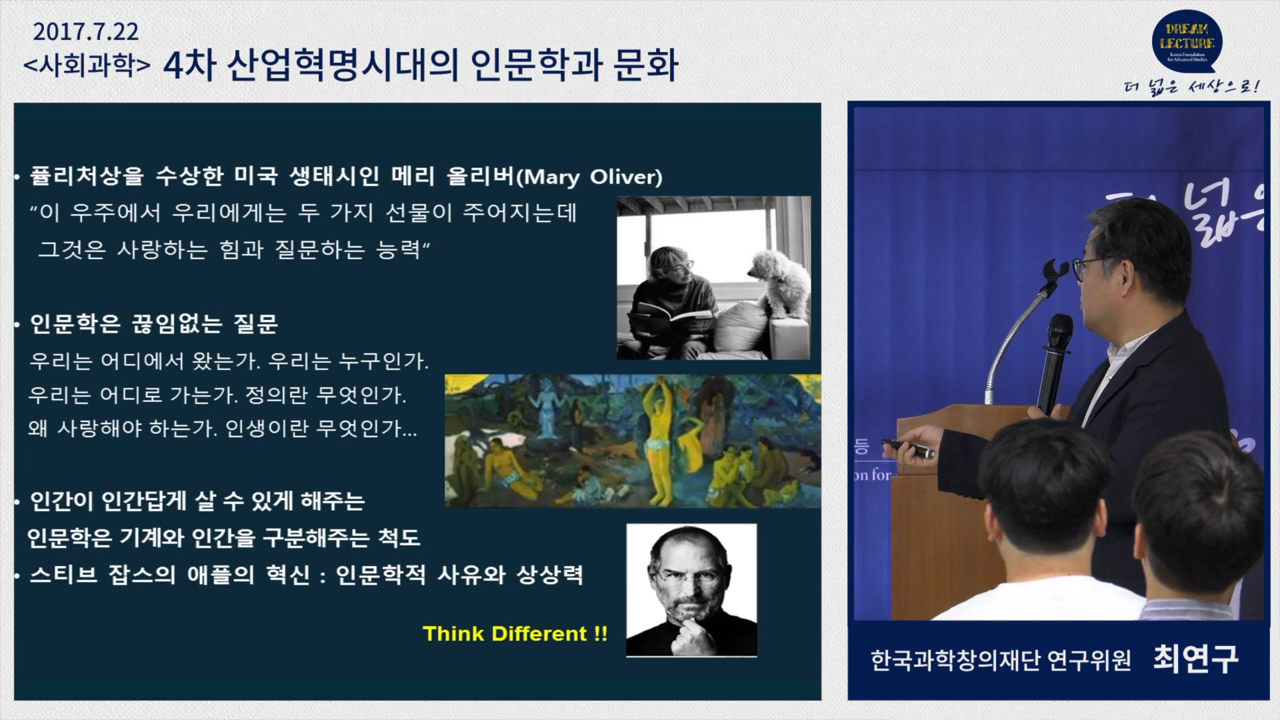 2017.7.22
<사회과학> 4차 산업혁명시대의 인문학과 문화
DREAM
LECTURE
Korea Foundation
for Advanced Studies
더 넓은 세상으로!
• 퓰리처상을 수상한 미국 생태시인 메리 올리버(Mary Oliver)
“이 우주에서 우리에게는 두 가지 선물이 주어지는데
그것은 사랑하는 힘과 질문하는 능력“
• 인문학은 끊임없는 질문
우리는 어디에서 왔는가. 우리는 누구인가.
우리는 어디로 가는가. 정의란 무엇인가.
왜 사랑해야 하는가. 인생이란 무엇인가...
• 인간이 인간답게 살 수 있게 해주는
인문학은 기계와 인간을 구분해주는 척도
• 스티브 잡스의 애플의 혁신 : 인문학적 사유와 상상력
Think Different !!
넓은
등
on for
한국과학창의재단 연구위원 최연구